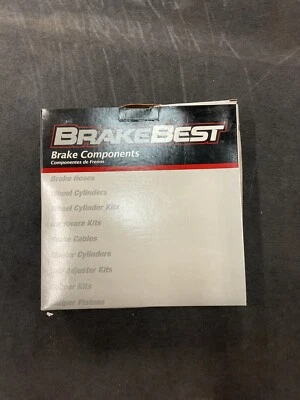 BRAKEBEST
Brake Components
Componentes de Frenos
Brake Hoses
Wheel Cylinders
Wheel Cylinder Kits
Hardware Kits
Brake Cables
Master Cylinders
Self-Adjuster Kits
Kits
Caliper Pistons